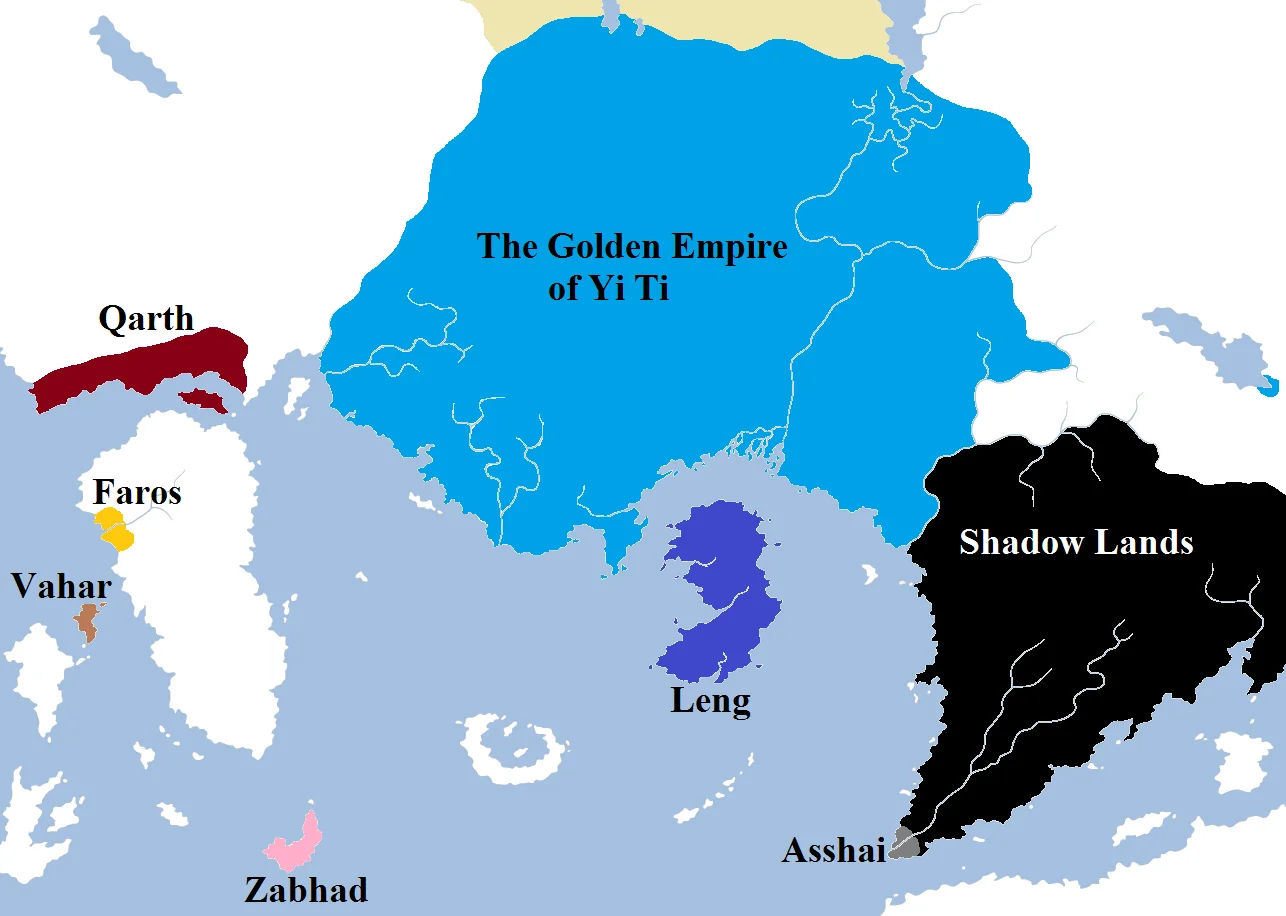 The Golden Empire
of Yi Ti
Qarth
Faros
Shadow Lands
Vahar
Leng
Asshai
Zabhad